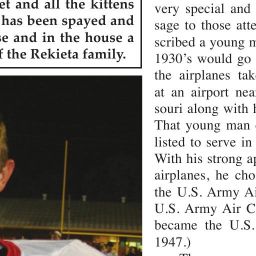 et and all the kittens
has been spayed and
se and in the house a
f the Rekieta family.
very special and
sage to those atte
scribed a young m
1930's would go
the airplanes tak
at an airport nea
souri along with h
That young man
listed to serve in
With his strong ap
airplanes, he cho
the U.S. Army Ai
U.S. Army Air C
became the U.S.
1947.)